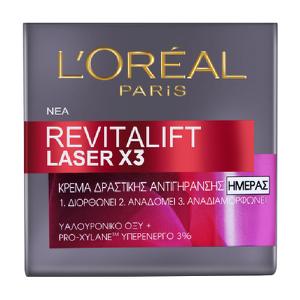 L'ORÉAL
PARIS
ΝΕΑ
REVITALIFT
LASER X3
ΚΡΕΜΑ ΔΡΑΣΤΙΚΗΣ ΑΝΤΙΓΗΡΑΝΣΗΣ ΗΜΕΡΑΣ
1. ΔΙΟΡΘΩΝΕΙ 2. ΑΝΑΔΟΜΕΙ 3. ΑΝΑΔΙΑΜΟΡΦΩΝΕΙ
ΥΑΛΟΥΡΟΝΙΚΟ ΟΞΥ +
PRO-XYLANE™ ΥΠΕΡΕΝΕΡΓΟ 3%